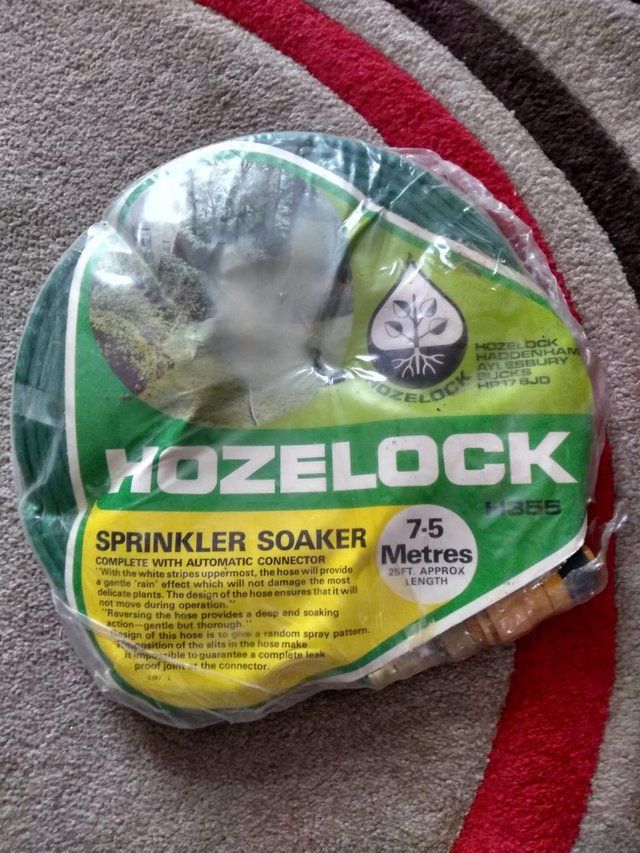 HOZELOCK
HOZELOCK
HADDENHAM
AYLESBURY
BUCKS
HP17 8JD
HOZELOCK
H355
SPRINKLER SOAKER
COMPLETE WITH AUTOMATIC CONNECTOR
"With the white stripes uppermost, the hose will provide
a gentle 'rain' effect which will not damage the most
delicate plants. The design of the hose ensures that it will
not move during operation."
"Reversing the hose provides a deep and soaking
action—gentle but thorough."
Design of this hose is to give a random spray pattern.
The position of the slits in the hose make
it impossible to guarantee a complete leak
proof joint at the connector.
7·5
Metres
25FT. APPROX
LENGTH